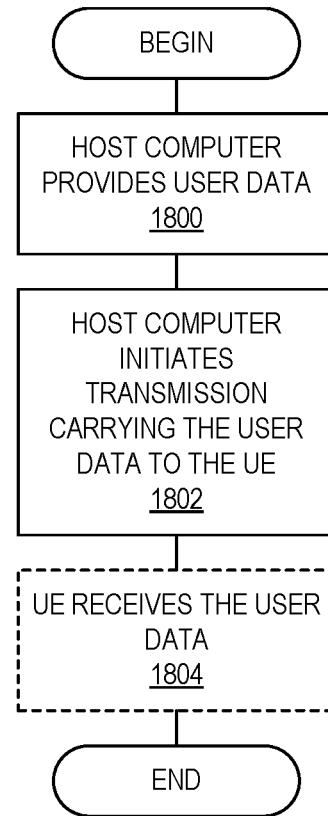 BEGIN
HOST COMPUTER
PROVIDES USER DATA
1800
HOST COMPUTER
INITIATES
TRANSMISSION
CARRYING THE USER
DATA TO THE UE
1802
UE RECEIVES THE USER
DATA
1804
END